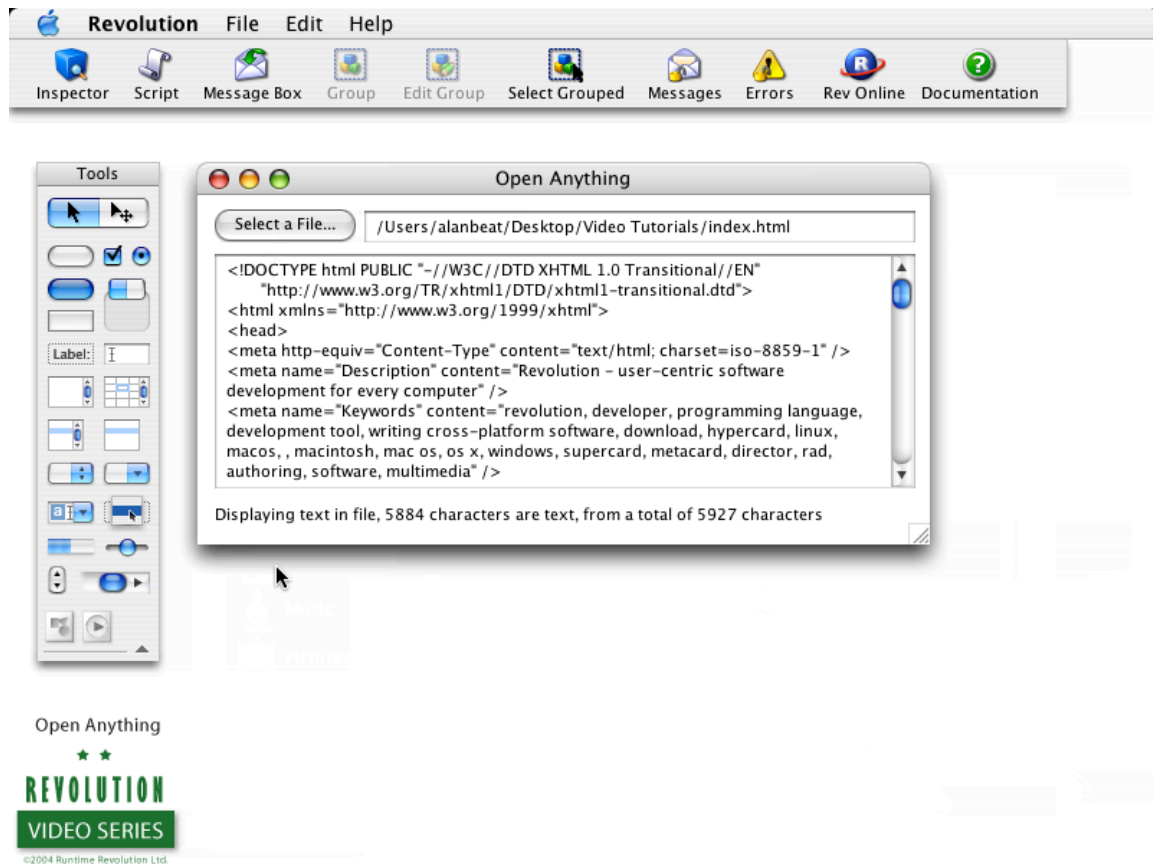 Revolution File Edit Help
Inspector Script Message Box Group Edit Group Select Grouped Messages Errors Rev Online Documentation
Tools
Open Anything
Select a File... /Users/alanbeat/Desktop/Video Tutorials/index.html
<!DOCTYPE html PUBLIC "-//W3C//DTD XHTML 1.0 Transitional//EN"
"http://www.w3.org/TR/xhtml1/DTD/xhtml1-transitional.dtd">
<html xmlns="http://www.w3.org/1999/xhtml">
<head>
<meta http-equiv="Content-Type" content="text/html; charset=iso-8859-1" />
<meta name="Description" content="Revolution - user-centric software
development for every computer" />
<meta name="Keywords" content="revolution, developer, programming language,
development tool, writing cross-platform software, download, hypercard, linux,
macos, , macintosh, mac os, os x, windows, supercard, metacard, director, rad,
authoring, software, multimedia" />
Displaying text in file, 5884 characters are text, from a total of 5927 characters
Label:
Music
Pictures
Open Anything
REVOLUTION
VIDEO SERIES
©2004 Runtime Revolution Ltd.